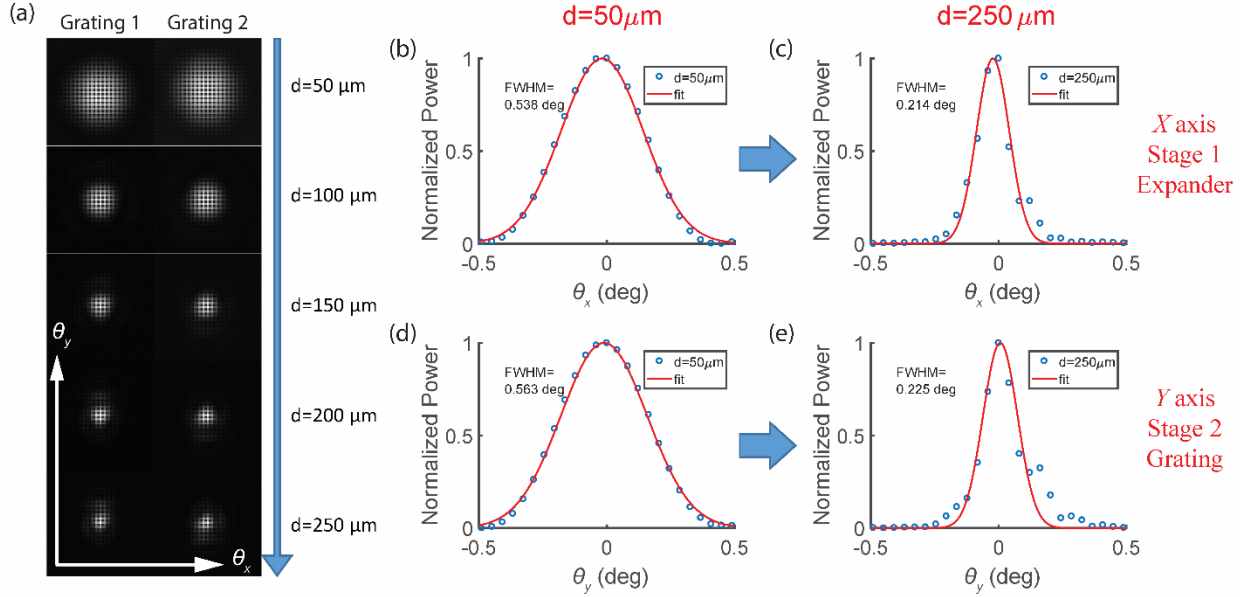 (a)
Grating 1 Grating 2
d=50 µm
d=100 µm
d=150 µm
d=200 µm
d=250 µm
θy
θx
d=50µm
d=250µm
(b)
Normalized Power
1
0.5
0
-0.5 0 0.5
θx (deg)
FWHM=
0.538 deg
d=50µm
fit
(c)
Normalized Power
1
0.5
0
-0.5 0 0.5
θx (deg)
FWHM=
0.214 deg
d=250µm
fit
X axis
Stage 1
Expander
(d)
Normalized Power
1
0.5
0
-0.5 0 0.5
θy (deg)
FWHM=
0.563 deg
d=50µm
fit
(e)
Normalized Power
1
0.5
0
-0.5 0 0.5
θy (deg)
FWHM=
0.225 deg
d=250µm
fit
Y axis
Stage 2
Grating